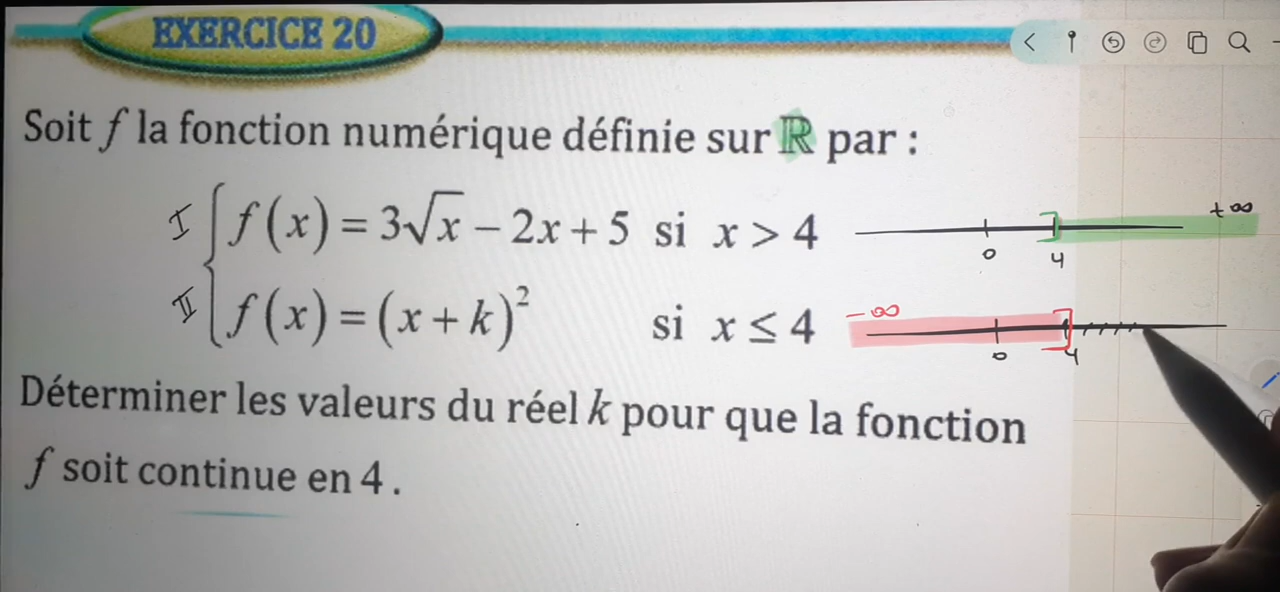 EXERCICE 20
Soit f la fonction numérique définie sur ℝ par :
I f(x) = 3√x − 2x + 5 si x > 4
0 4 +∞
II f(x) = (x + k)² si x ≤ 4
−∞ 0 4
Déterminer les valeurs du réel k pour que la fonction
f soit continue en 4 .